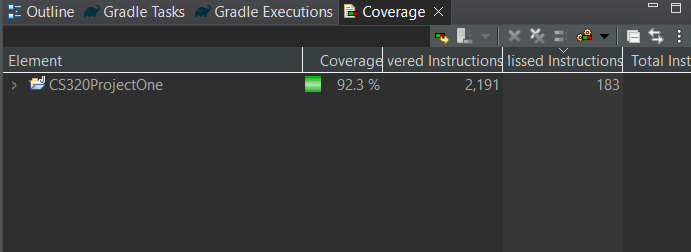 Outline Gradle Tasks Gradle Executions Coverage
Element Coverage vered Instructions lissed Instructions Total Inst
CS320ProjectOne 92.3 % 2,191 183